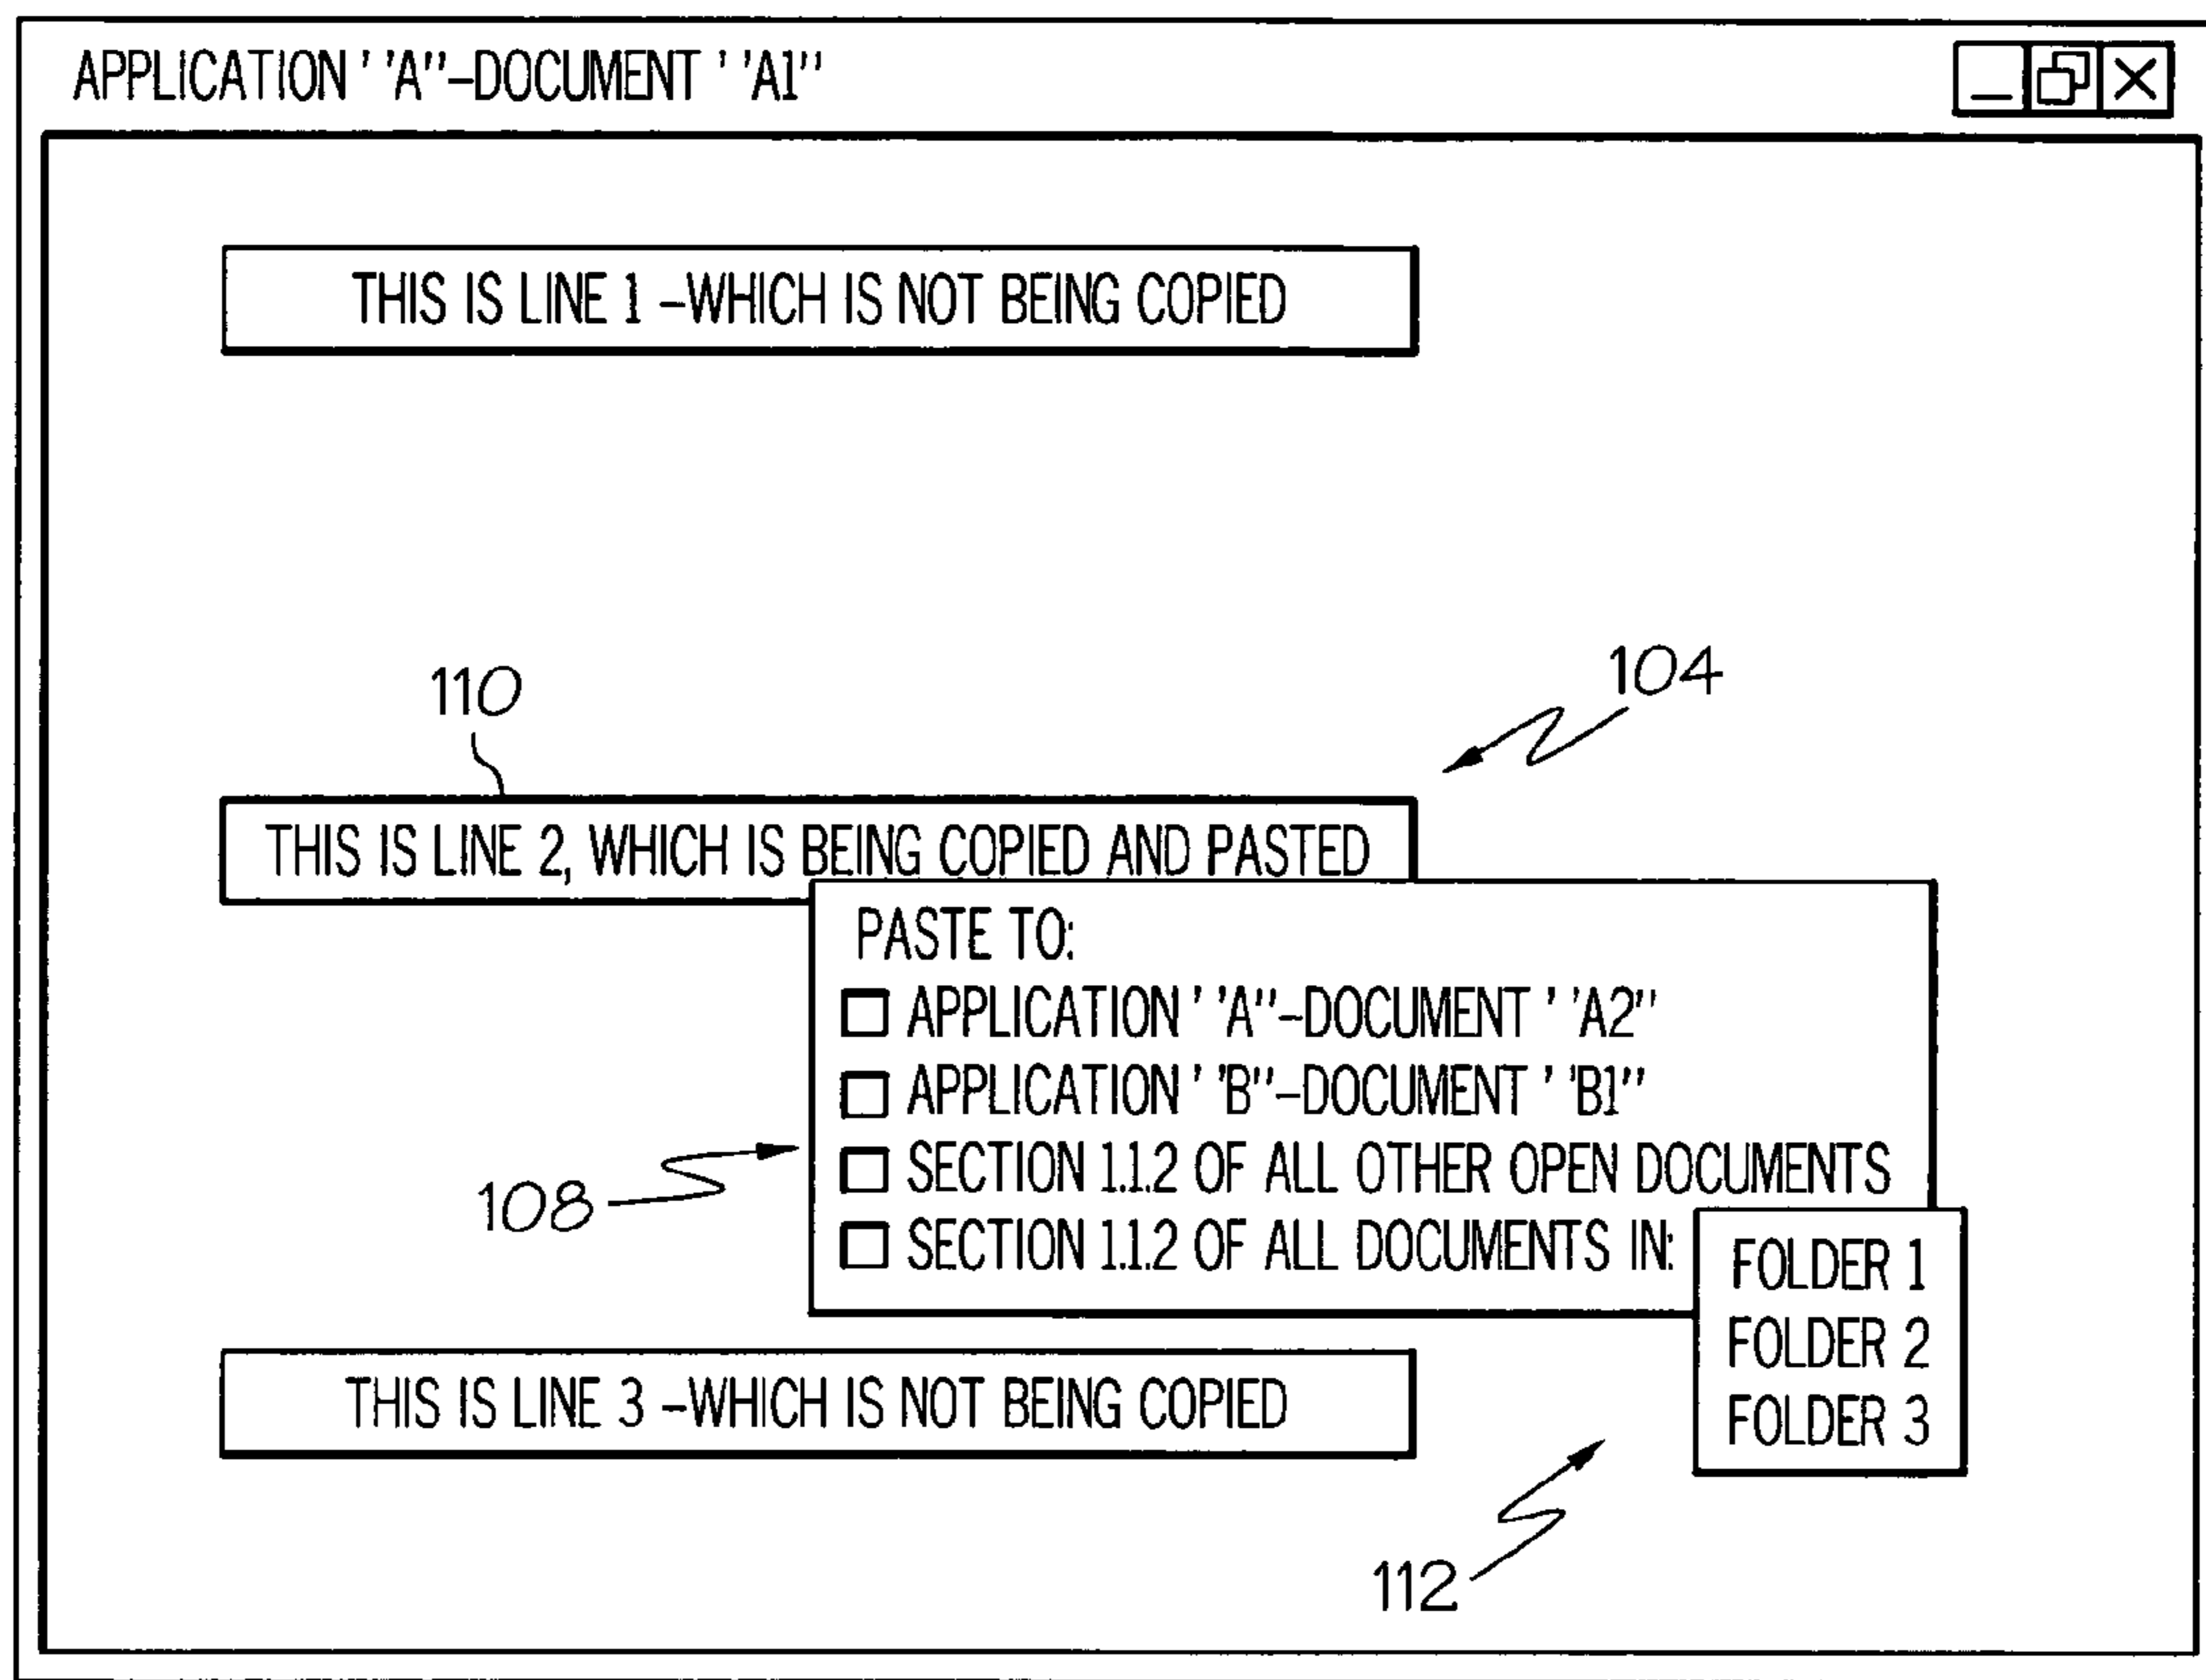 APPLICATION ''A''-DOCUMENT ''A1''
THIS IS LINE 1 -WHICH IS NOT BEING COPIED
110
104
THIS IS LINE 2, WHICH IS BEING COPIED AND PASTED
PASTE TO:
APPLICATION ''A''-DOCUMENT ''A2''
APPLICATION ''B''-DOCUMENT ''B1''
SECTION 1.1.2 OF ALL OTHER OPEN DOCUMENTS
108
SECTION 1.1.2 OF ALL DOCUMENTS IN:
FOLDER 1
FOLDER 2
FOLDER 3
THIS IS LINE 3 -WHICH IS NOT BEING COPIED
112